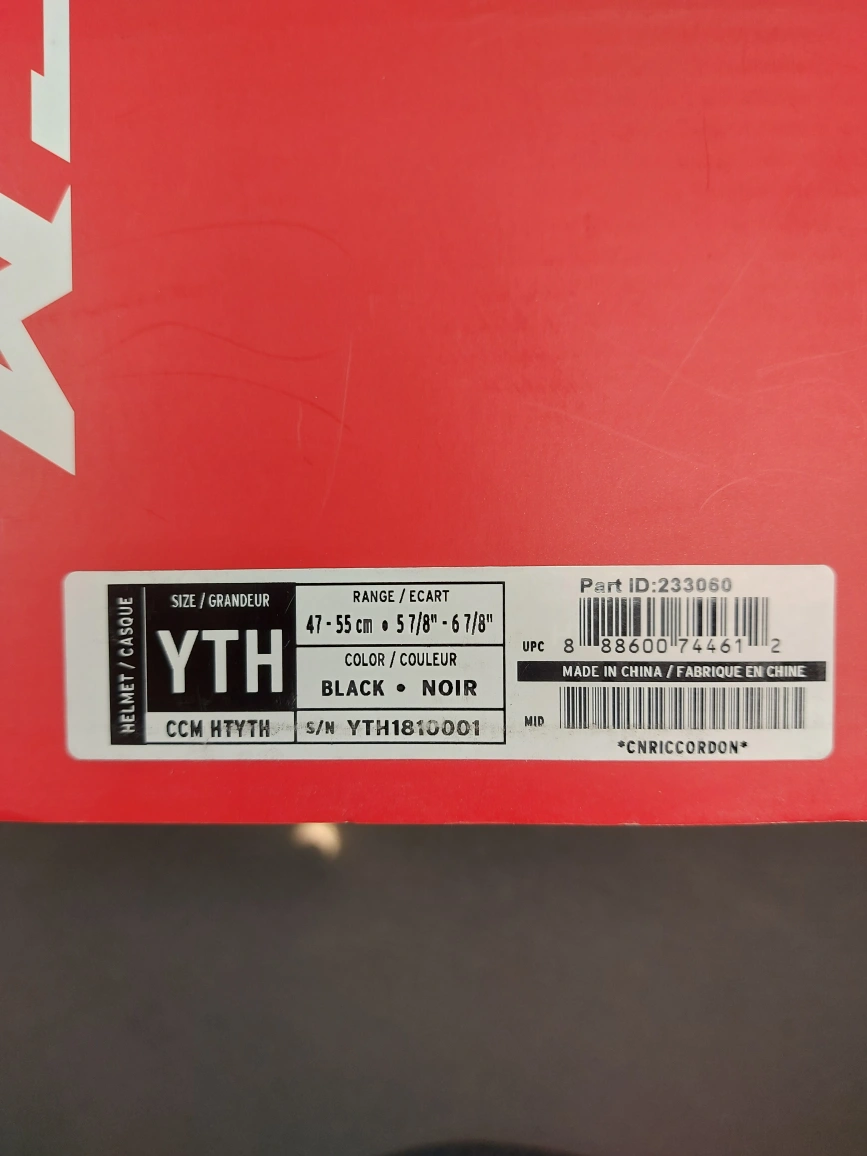 HELMET / CASQUE
SIZE / GRANDEUR
YTH
CCM HTYTH
RANGE / ECART
47 - 55 cm • 5 7/8" - 6 7/8"
COLOR / COULEUR
BLACK • NOIR
S/N YTH1810001
Part ID:233060
UPC 8 88600 74461 2
MADE IN CHINA / FABRIQUE EN CHINE
MID
*CNRICCORDON*